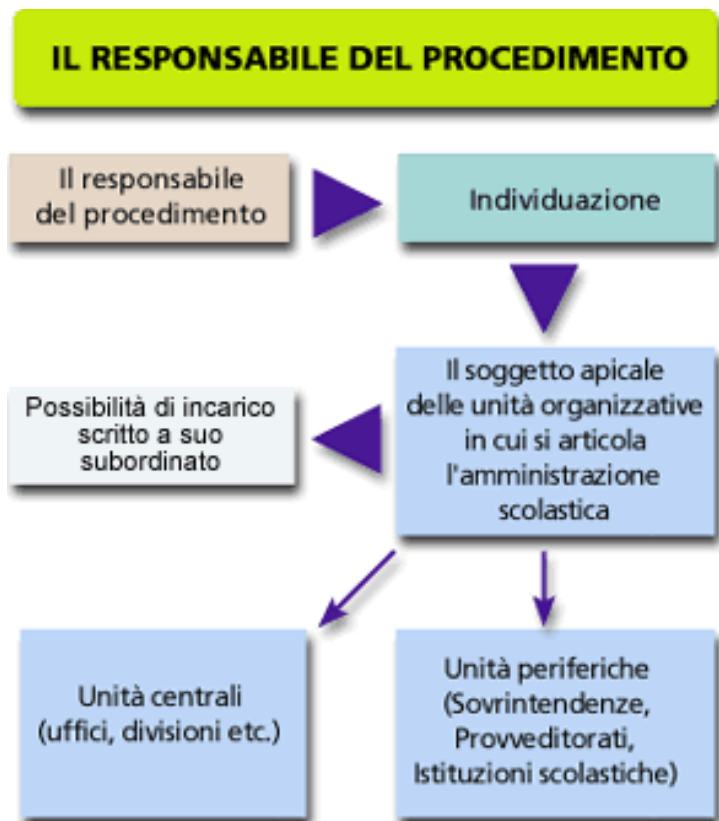 IL RESPONSABILE DEL PROCEDIMENTO
Il responsabile
del procedimento
Individuazione
Il soggetto apicale
delle unità organizzative
in cui si articola
l'amministrazione
scolastica
Possibilità di incarico
scritto a suo
subordinato
Unità centrali
(uffici, divisioni etc.)
Unità periferiche
(Sovrintendenze,
Provveditorati,
Istituzioni scolastiche)